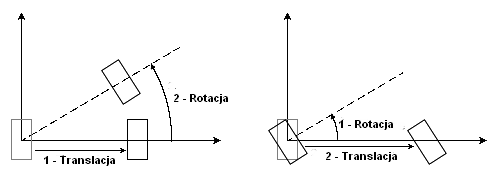 2 - Rotacja
1 - Translacja
1 - Rotacja
2 - Translacja